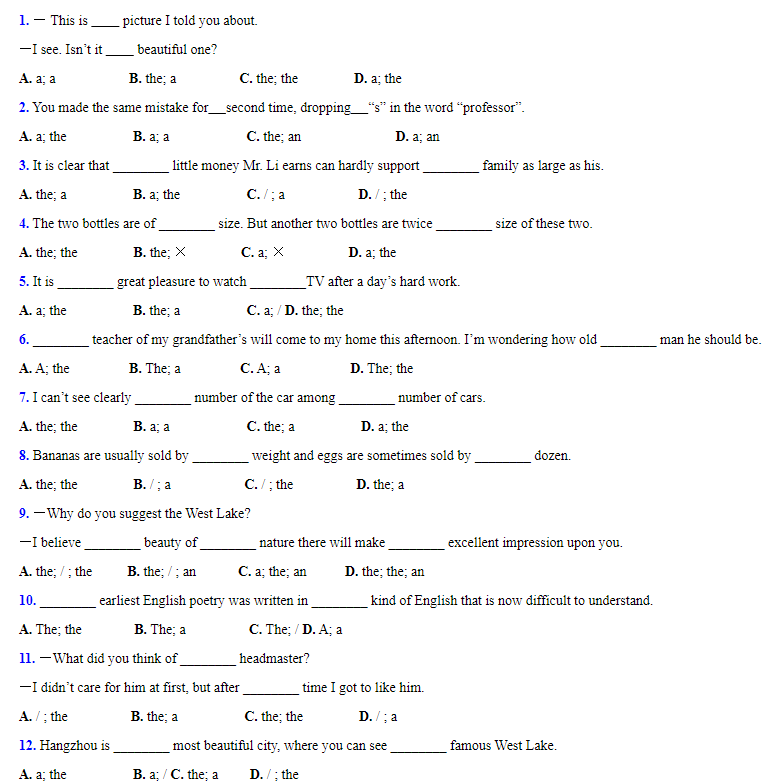 1. — This is ____ picture I told you about.
—I see. Isn't it ____ beautiful one?
A. a; a B. the; a C. the; the D. a; the
2. You made the same mistake for__second time, dropping__“s” in the word “professor”.
A. a; the B. a; a C. the; an D. a; an
3. It is clear that ________ little money Mr. Li earns can hardly support ________ family as large as his.
A. the; a B. a; the C. / ; a D. / ; the
4. The two bottles are of ________ size. But another two bottles are twice ________ size of these two.
A. the; the B. the; × C. a; × D. a; the
5. It is ________ great pleasure to watch ________TV after a day's hard work.
A. a; the B. the; a C. a; / D. the; the
6. ________ teacher of my grandfather's will come to my home this afternoon. I'm wondering how old ________ man he should be.
A. A; the B. The; a C. A; a D. The; the
7. I can't see clearly ________ number of the car among ________ number of cars.
A. the; the B. a; a C. the; a D. a; the
8. Bananas are usually sold by ________ weight and eggs are sometimes sold by ________ dozen.
A. the; the B. / ; a C. / ; the D. the; a
9. —Why do you suggest the West Lake?
—I believe ________ beauty of ________ nature there will make ________ excellent impression upon you.
A. the; / ; the B. the; / ; an C. a; the; an D. the; the; an
10. ________ earliest English poetry was written in ________ kind of English that is now difficult to understand.
A. The; the B. The; a C. The; / D. A; a
11. —What did you think of ________ headmaster?
—I didn't care for him at first, but after ________ time I got to like him.
A. / ; the B. the; a C. the; the D. / ; a
12. Hangzhou is ________ most beautiful city, where you can see ________ famous West Lake.
A. a; the B. a; / C. the; a D. / ; the